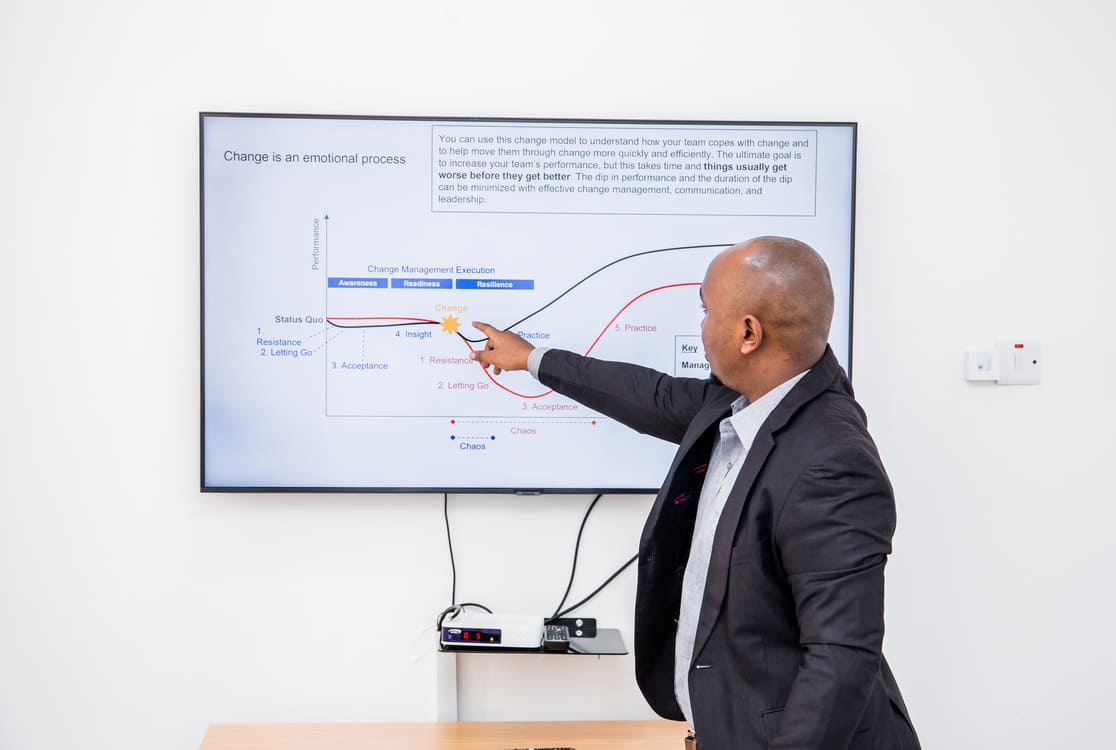 Change is an emotional process
You can use this change model to understand how your team copes with change and
to help move them through change more quickly and efficiently. The ultimate goal is
to increase your team's performance, but this takes time and things usually get
worse before they get better. The dip in performance and the duration of the dip
can be minimized with effective change management, communication, and
leadership.
Performance
Change Management Execution
Awareness Readiness Resilience
Change
Status Quo
1.
Resistance
2. Letting Go
3. Acceptance
4. Insight
Practice
5. Practice
1. Resistance
2. Letting Go
3. Acceptance
Key
Manag
Chaos
Chaos